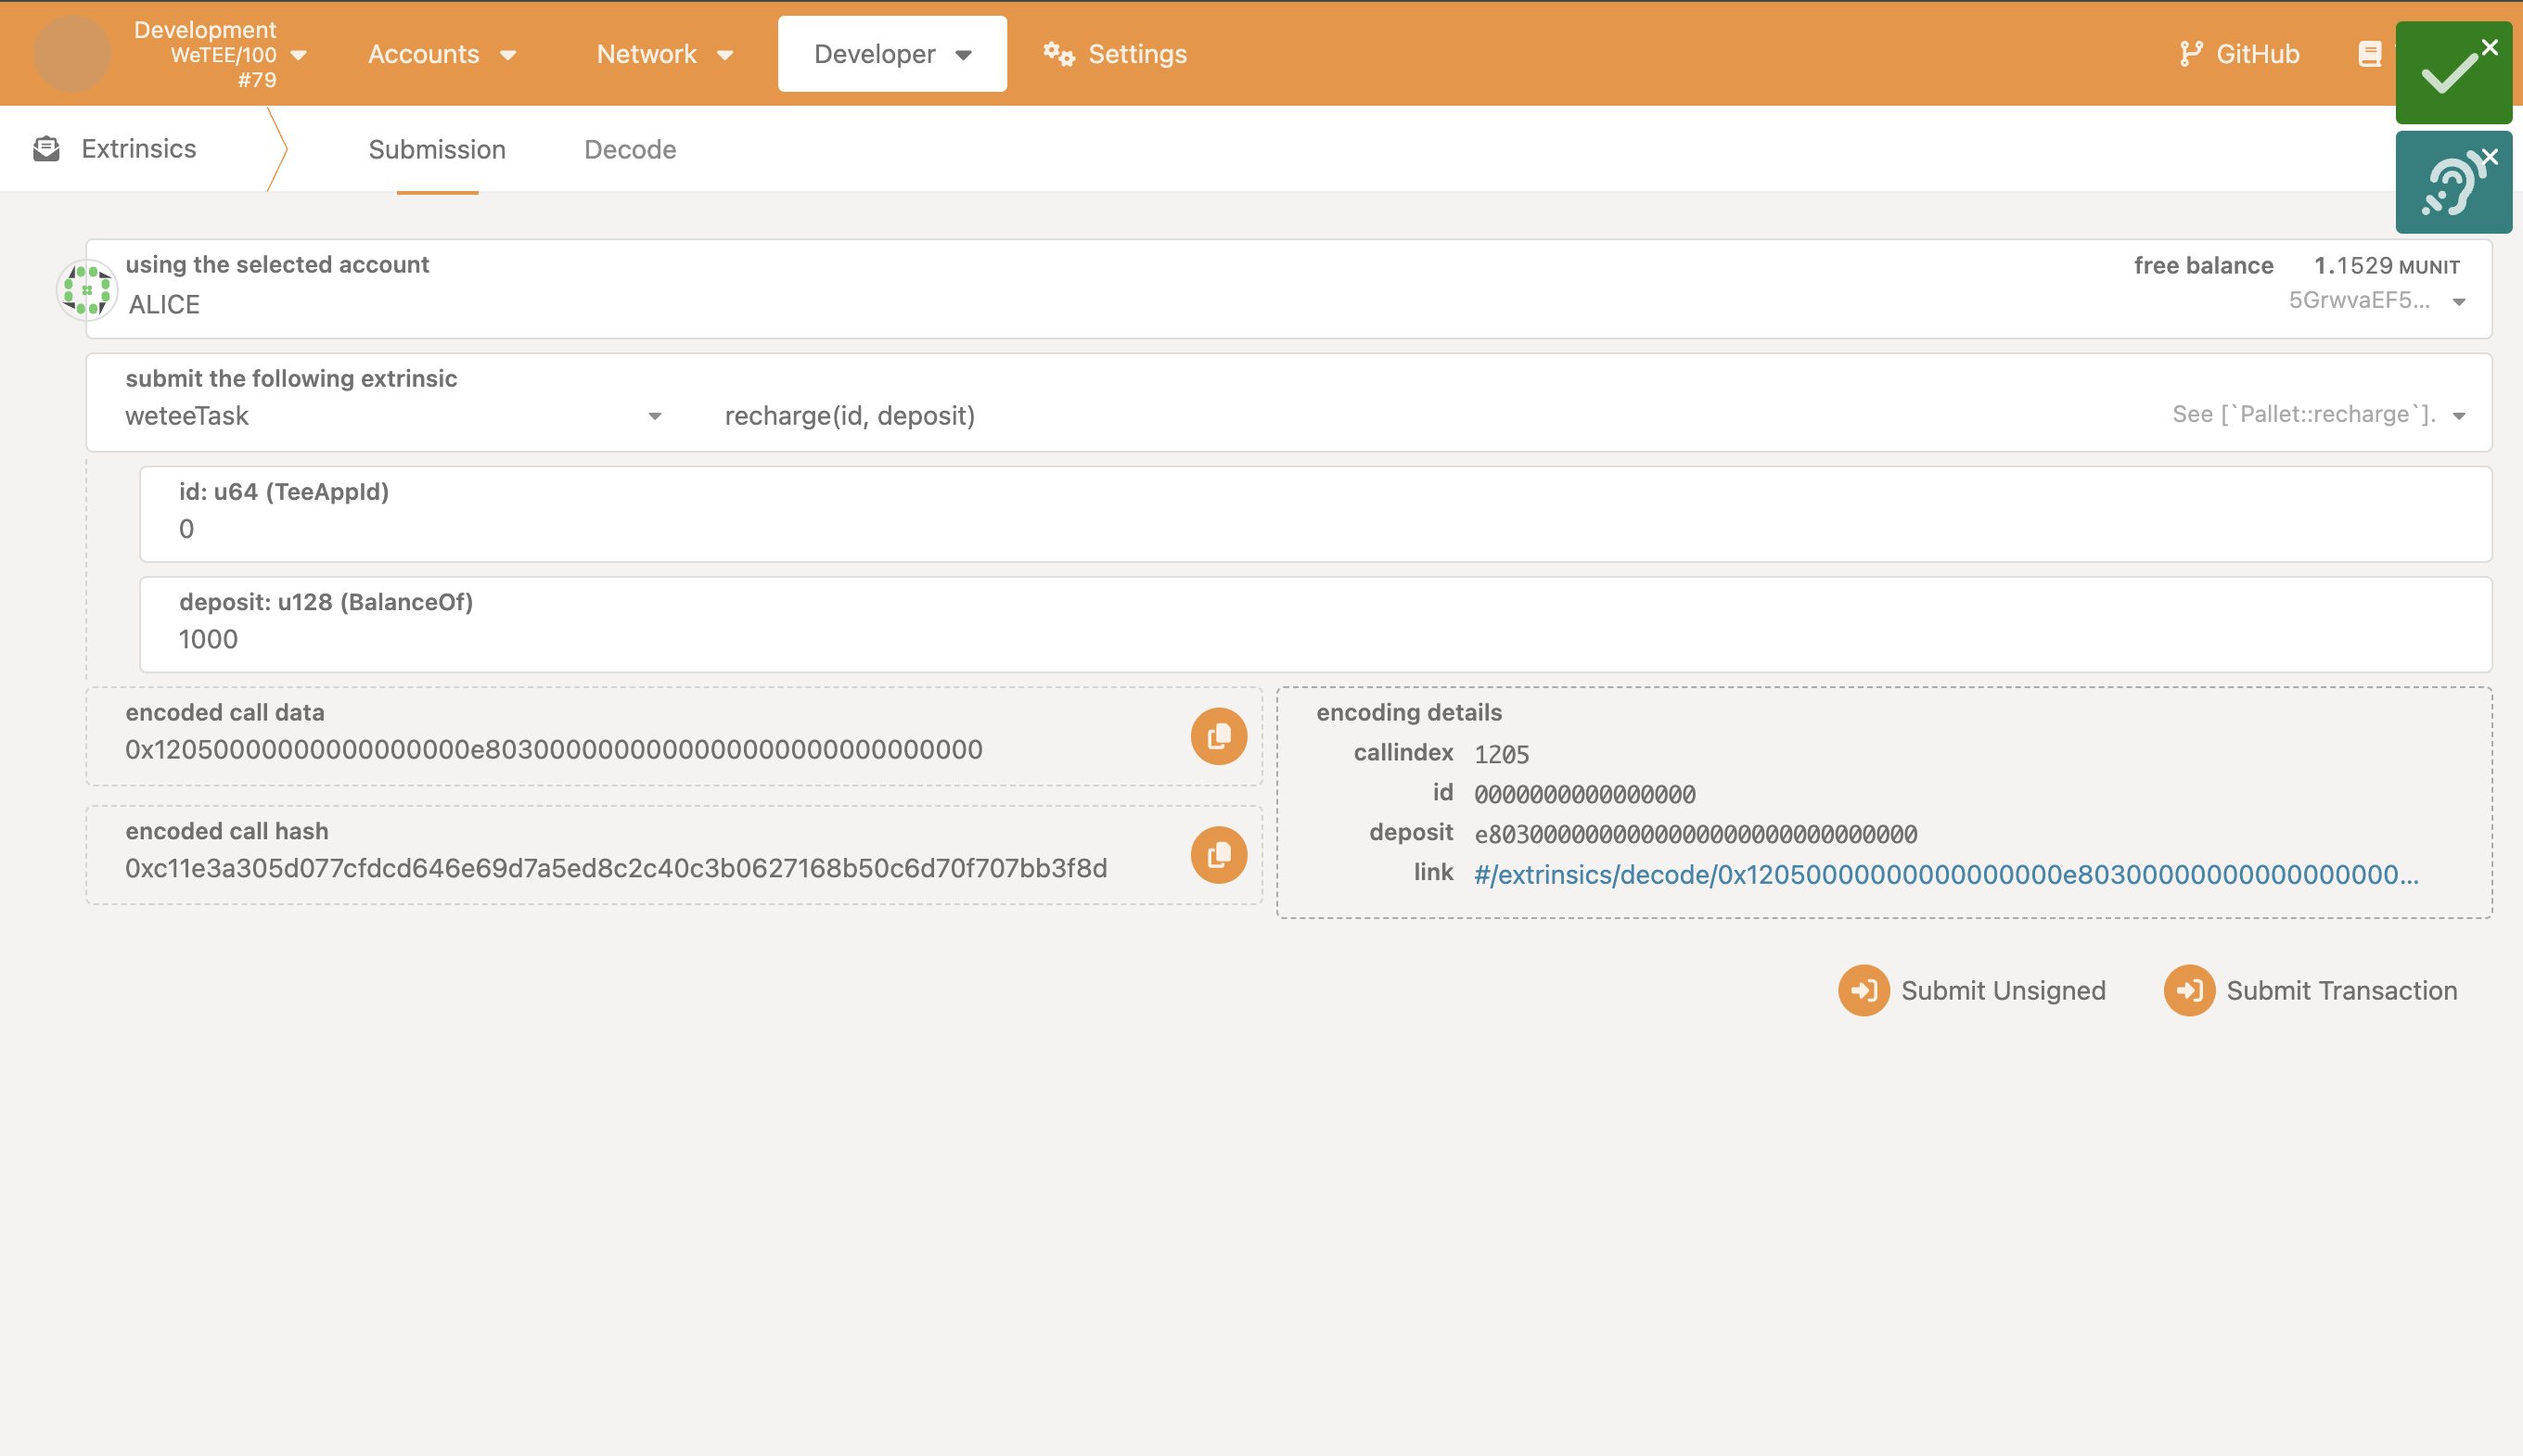 Development
WeTEE/100
#79
Accounts
Network
Developer
Settings
GitHub
Extrinsics
Submission
Decode
using the selected account
ALICE
free balance 1.1529 MUNIT
5GrwvaEF5...
submit the following extrinsic
weteeTask
recharge(id, deposit)
See [`Pallet::recharge`].
id: u64 (TeeAppId)
0
deposit: u128 (BalanceOf)
1000
encoded call data
0x12050000000000000000e8030000000000000000000000000000
encoded call hash
0xc11e3a305d077cfdcd646e69d7a5ed8c2c40c3b0627168b50c6d70f707bb3f8d
encoding details
callindex 1205
id 0000000000000000
deposit e8030000000000000000000000000000
link #/extrinsics/decode/0x12050000000000000000e80300000000000000000...
Submit Unsigned
Submit Transaction